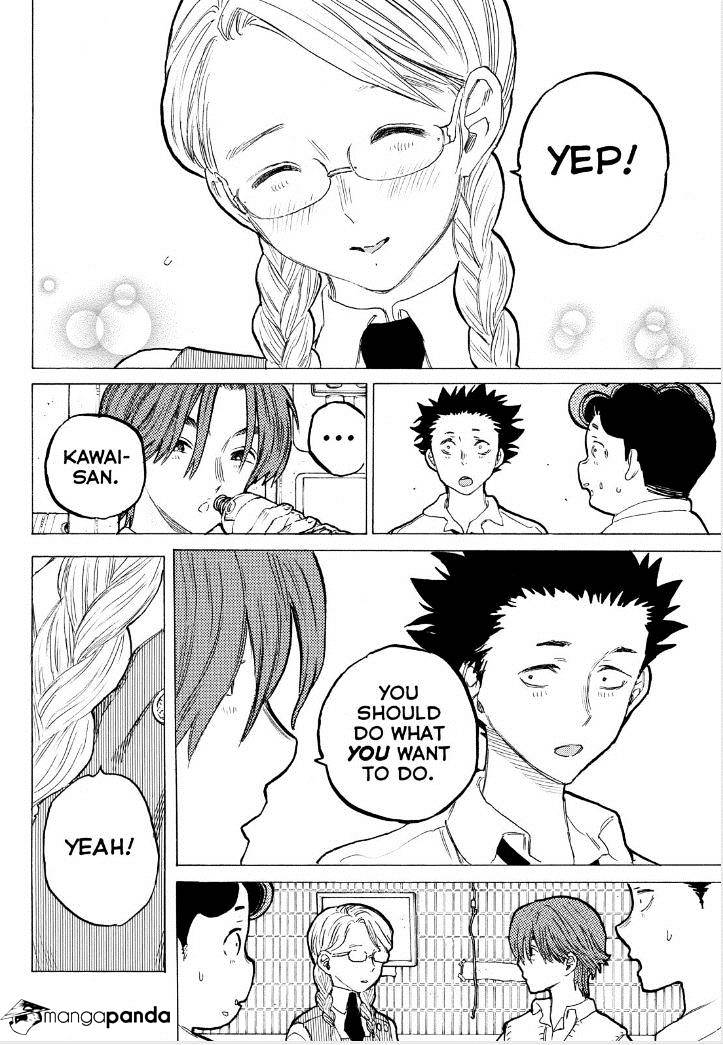 YEP!
...
KAWAI-
SAN.
YOU
SHOULD
DO WHAT
YOU WANT
TO DO.
YEAH!
mangapanda